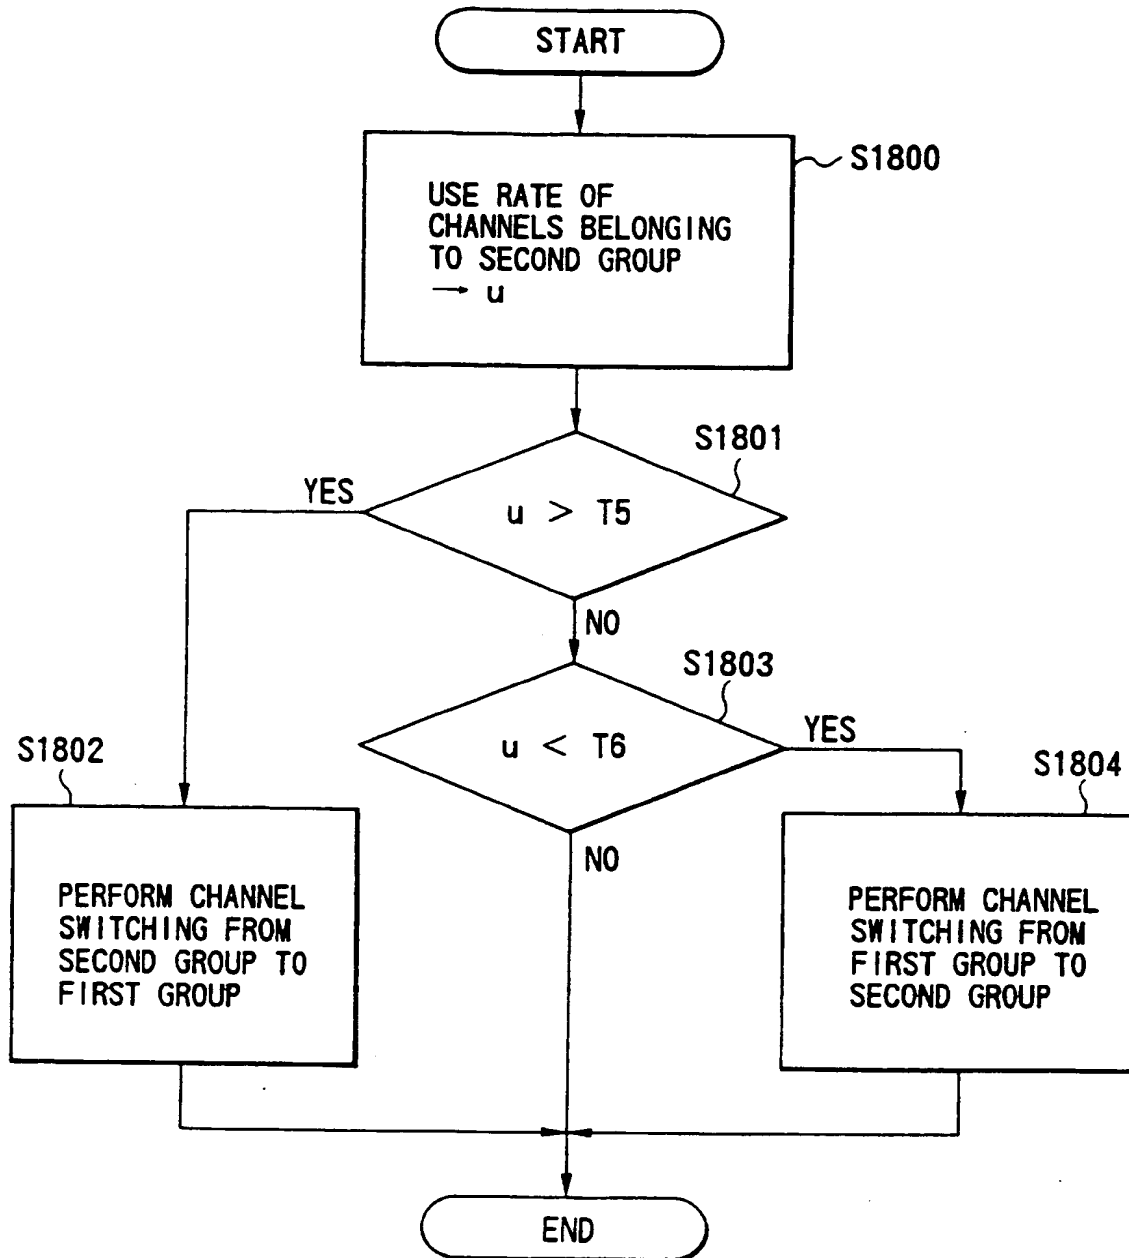 START
S1800
USE RATE OF
CHANNELS BELONGING
TO SECOND GROUP
→ u
S1801
YES
u > T5
NO
S1803
u < T6
YES
S1802
S1804
NO
PERFORM CHANNEL
SWITCHING FROM
SECOND GROUP TO
FIRST GROUP
PERFORM CHANNEL
SWITCHING FROM
FIRST GROUP TO
SECOND GROUP
END